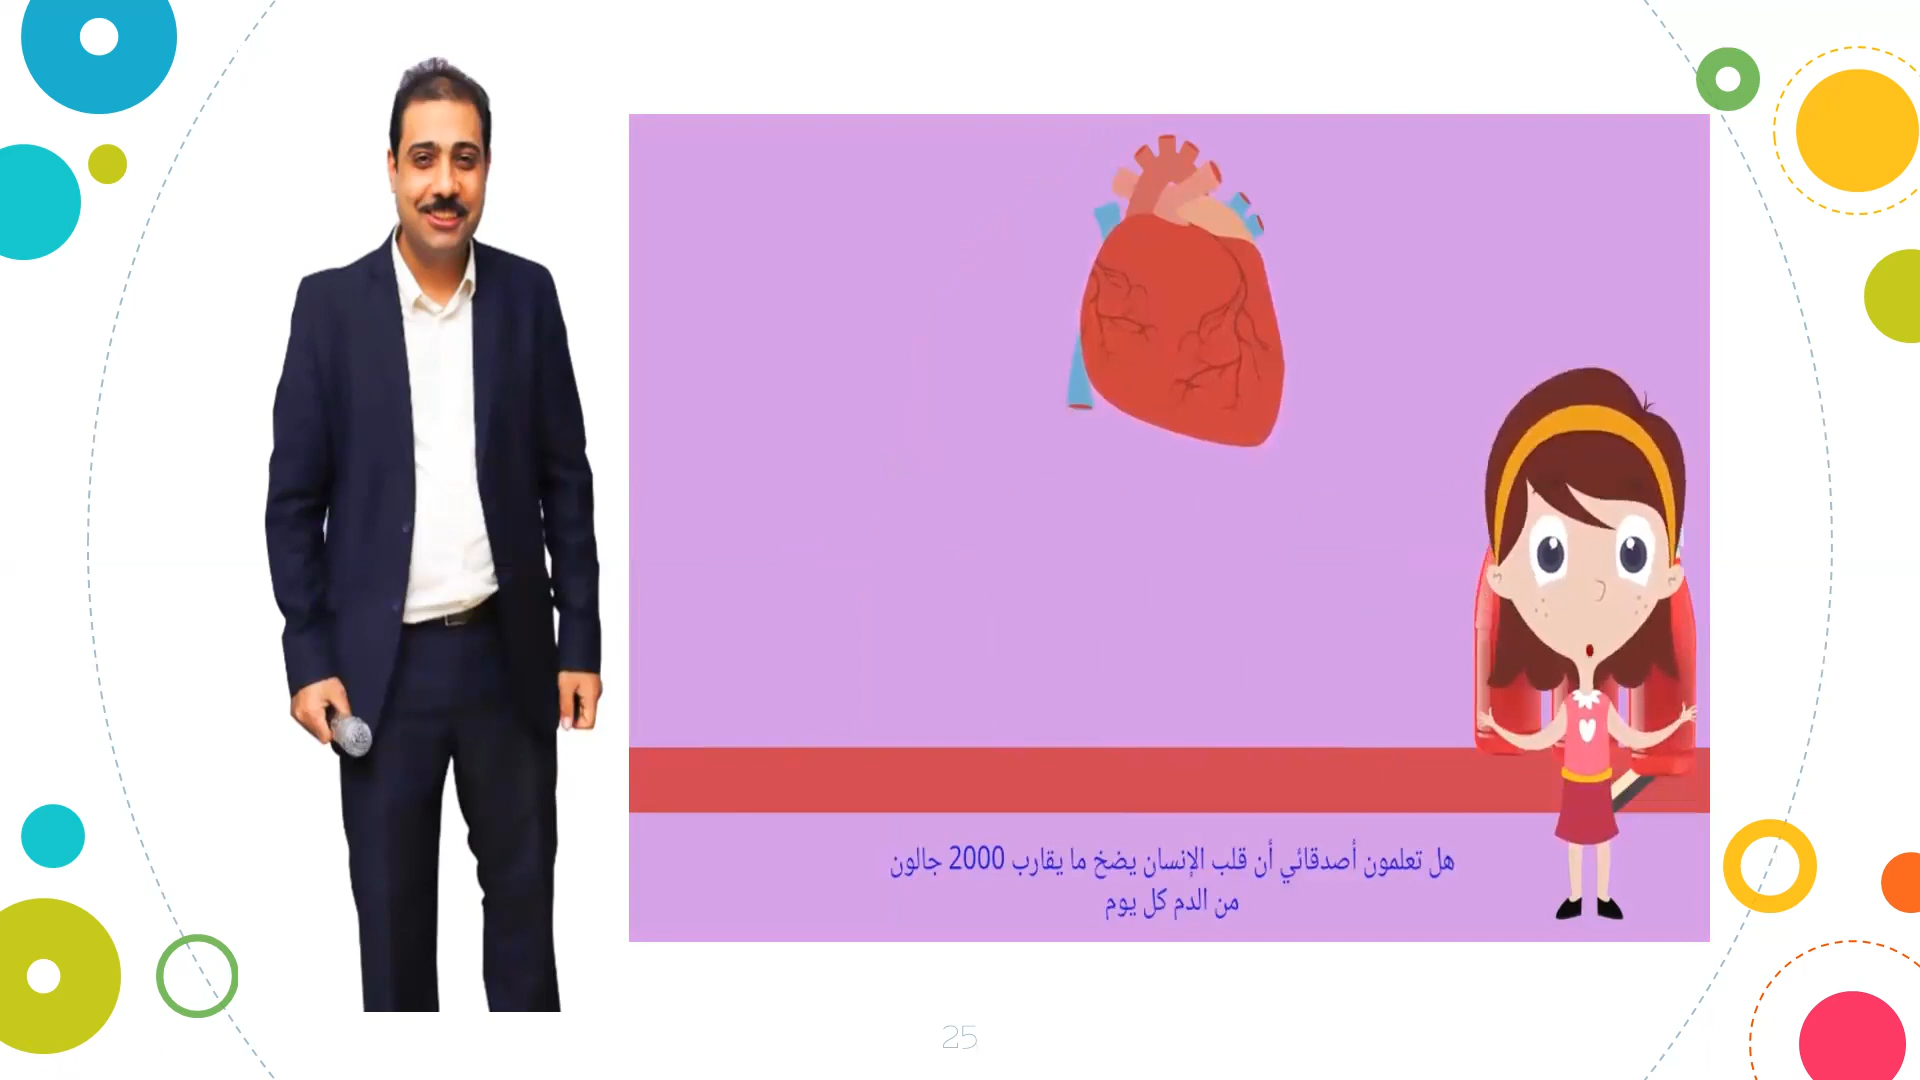 هل تعلمون أصدقائي أن قلب الإنسان يضخ ما يقارب 2000 جالون
من الدم كل يوم
25